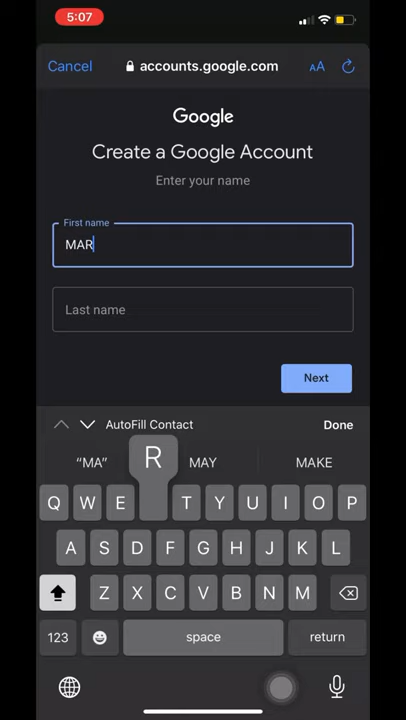 5:07
Cancel
accounts.google.com
AA
Google
Create a Google Account
Enter your name
First name
MAR
Last name
Next
AutoFill Contact
Done
“MA”
R
MAY
MAKE
Q W E T Y U I O P
A S D F G H J K L
Z X C V B N M
123
space
return